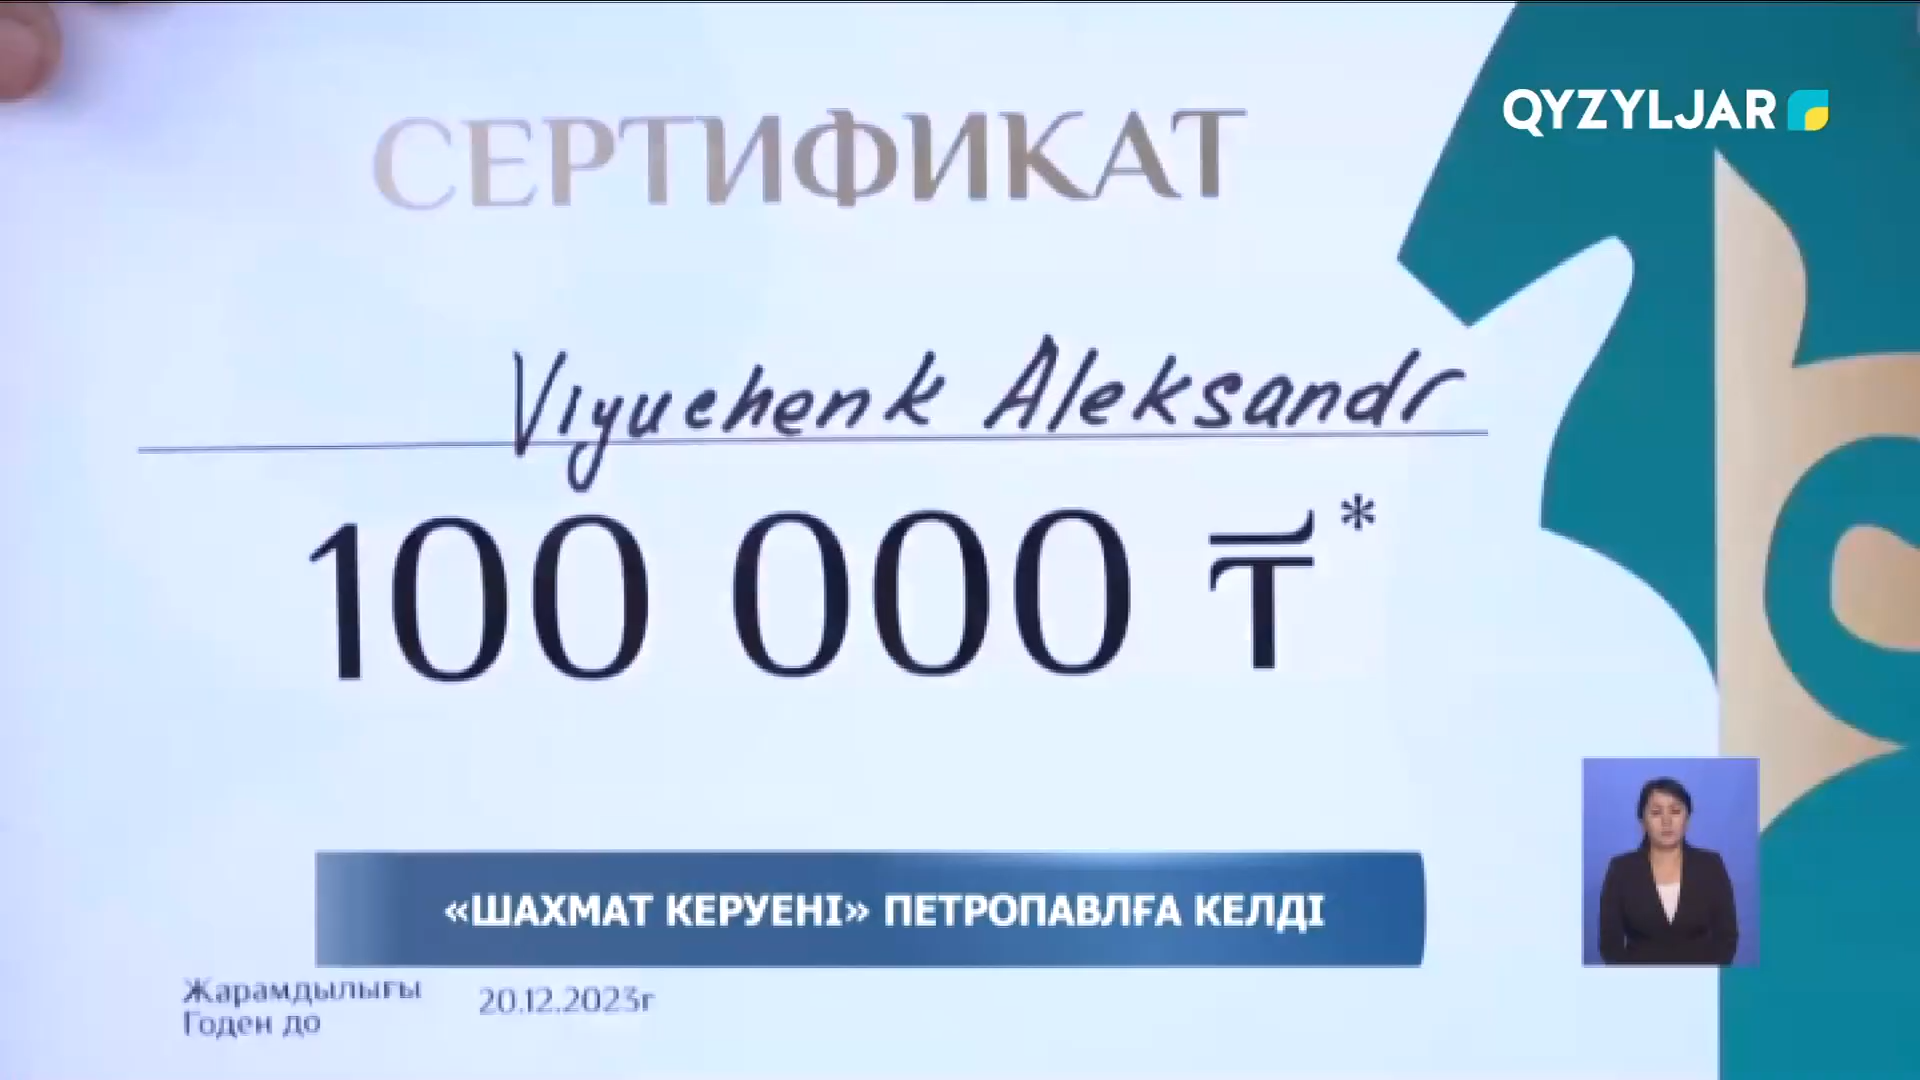 QYZYLJAR
СЕРТИФИКАТ
Viyuchenk Aleksandr
100 000 ₸*
«ШАХМАТ КЕРУЕНІ» ПЕТРОПАВЛҒА КЕЛДІ
Жарамдылығы
Годен до
20.12.2023г